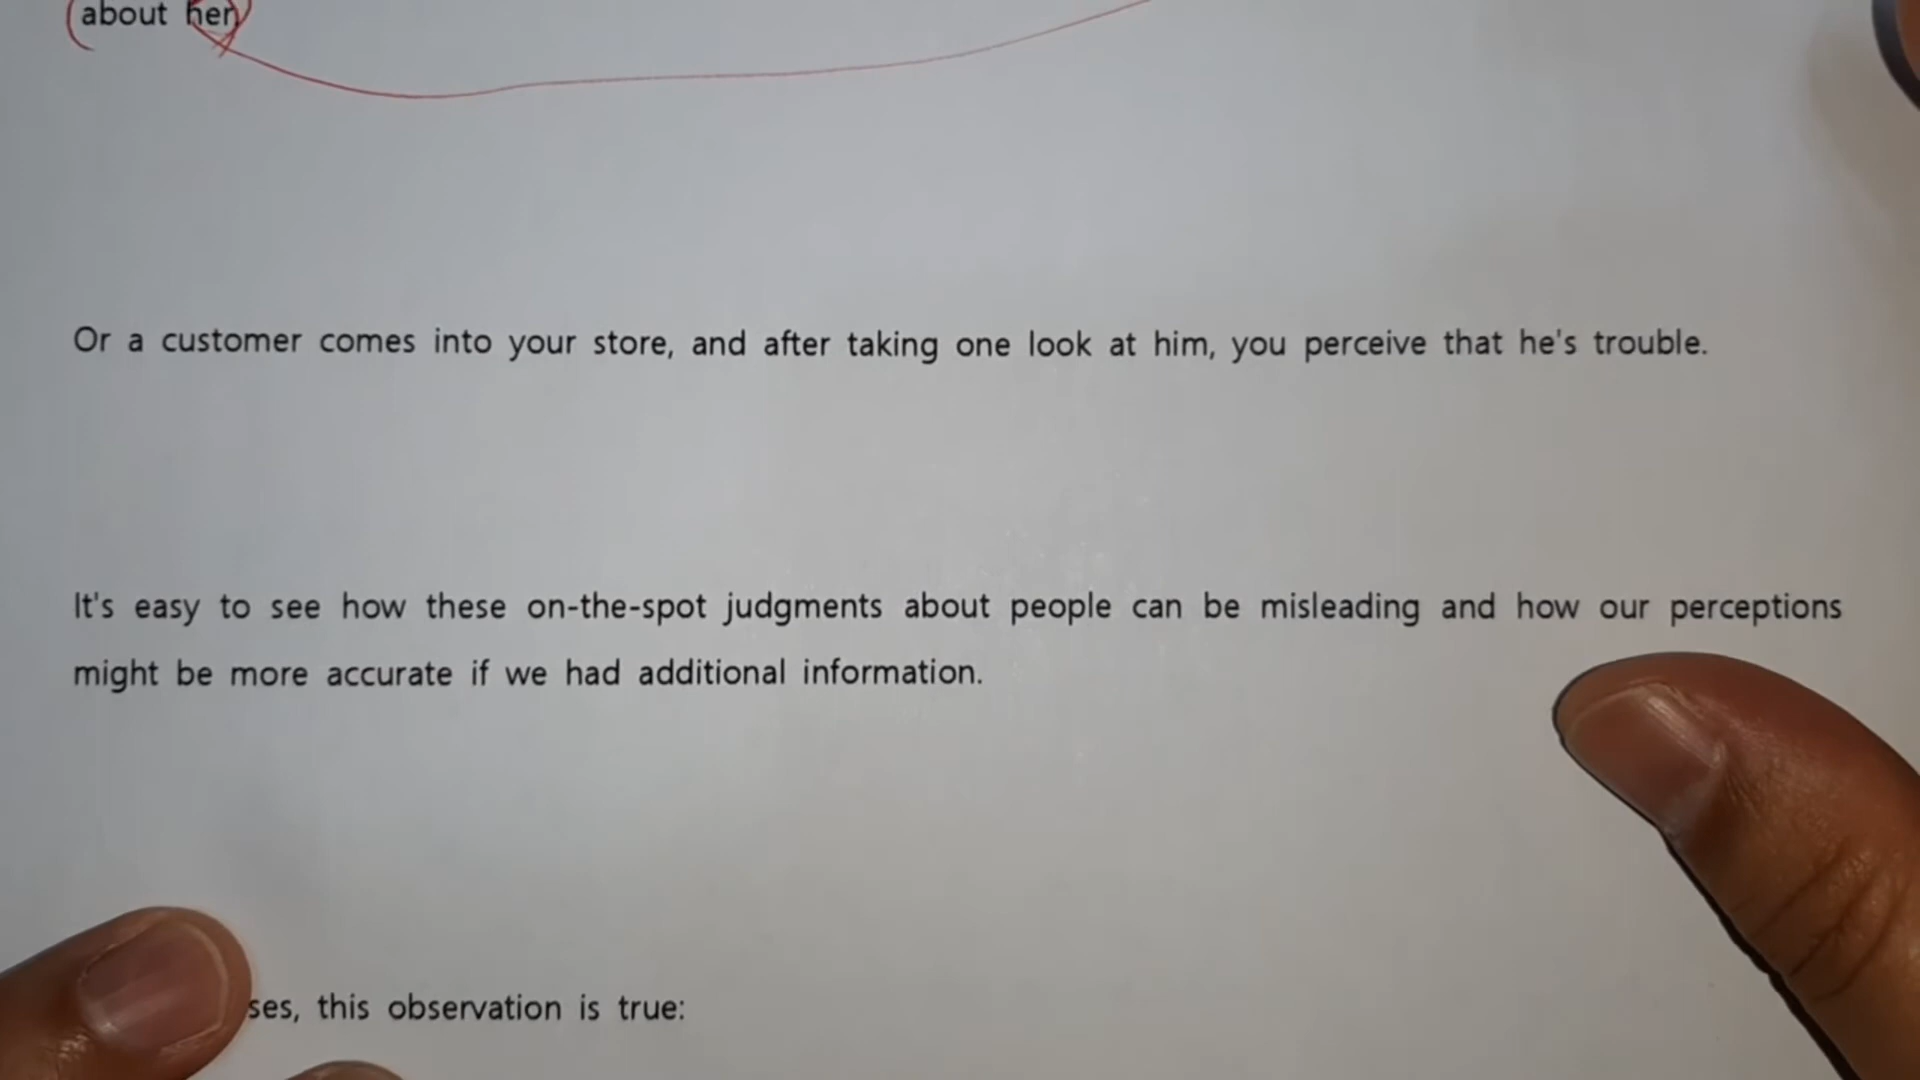 about her
Or a customer comes into your store, and after taking one look at him, you perceive that he's trouble.
It's easy to see how these on-the-spot judgments about people can be misleading and how our perceptions
might be more accurate if we had additional information.
this observation is true: